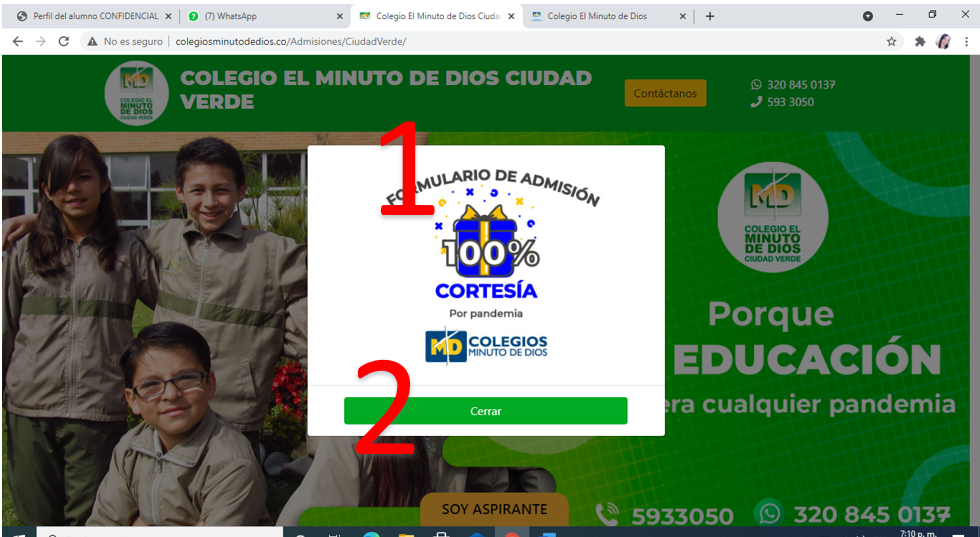 Perfil del alumno CONFIDENCIAL
(7) WhatsApp
Colegio El Minuto de Dios Ciudad
Colegio El Minuto de Dios
No es seguro | colegiosminutodedios.co/Admisiones/CiudadVerde/
MD
COLEGIO EL
MINUTO
DE DIOS
CIUDAD VERDE
COLEGIO EL MINUTO DE DIOS CIUDAD
VERDE
Contáctanos
320 845 0137
593 3050
1
FORMULARIO DE ADMISIÓN
100%
CORTESÍA
Por pandemia
MD COLEGIOS
MINUTO DE DIOS
2
Cerrar
MD
COLEGIO EL
MINUTO
DE DIOS
CIUDAD VERDE
Porque
EDUCACIÓN
era cualquier pandemia
SOY ASPIRANTE
5933050
320 845 0137
7:10 p. m.